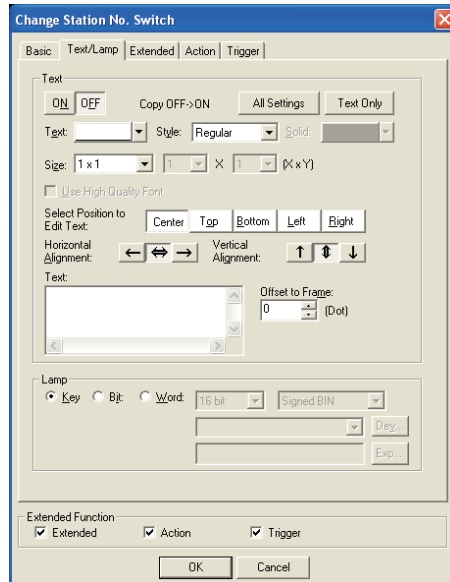 Change Station No. Switch
Basic Text/Lamp Extended Action Trigger
Text
ON OFF Copy OFF->ON All Settings Text Only
Text: Style: Regular Solid:
Size: 1 x 1 1 X 1 (X x Y)
Use High Quality Font
Select Position to
Edit Text: Center Top Bottom Left Right
Horizontal
Alignment: Vertical
Alignment:
Text:
Offset to Frame:
0 (Dot)
Lamp
Key Bit: Word: 16 bit Signed BIN
Dev...
Exp...
Extended Function
Extended Action Trigger
OK Cancel